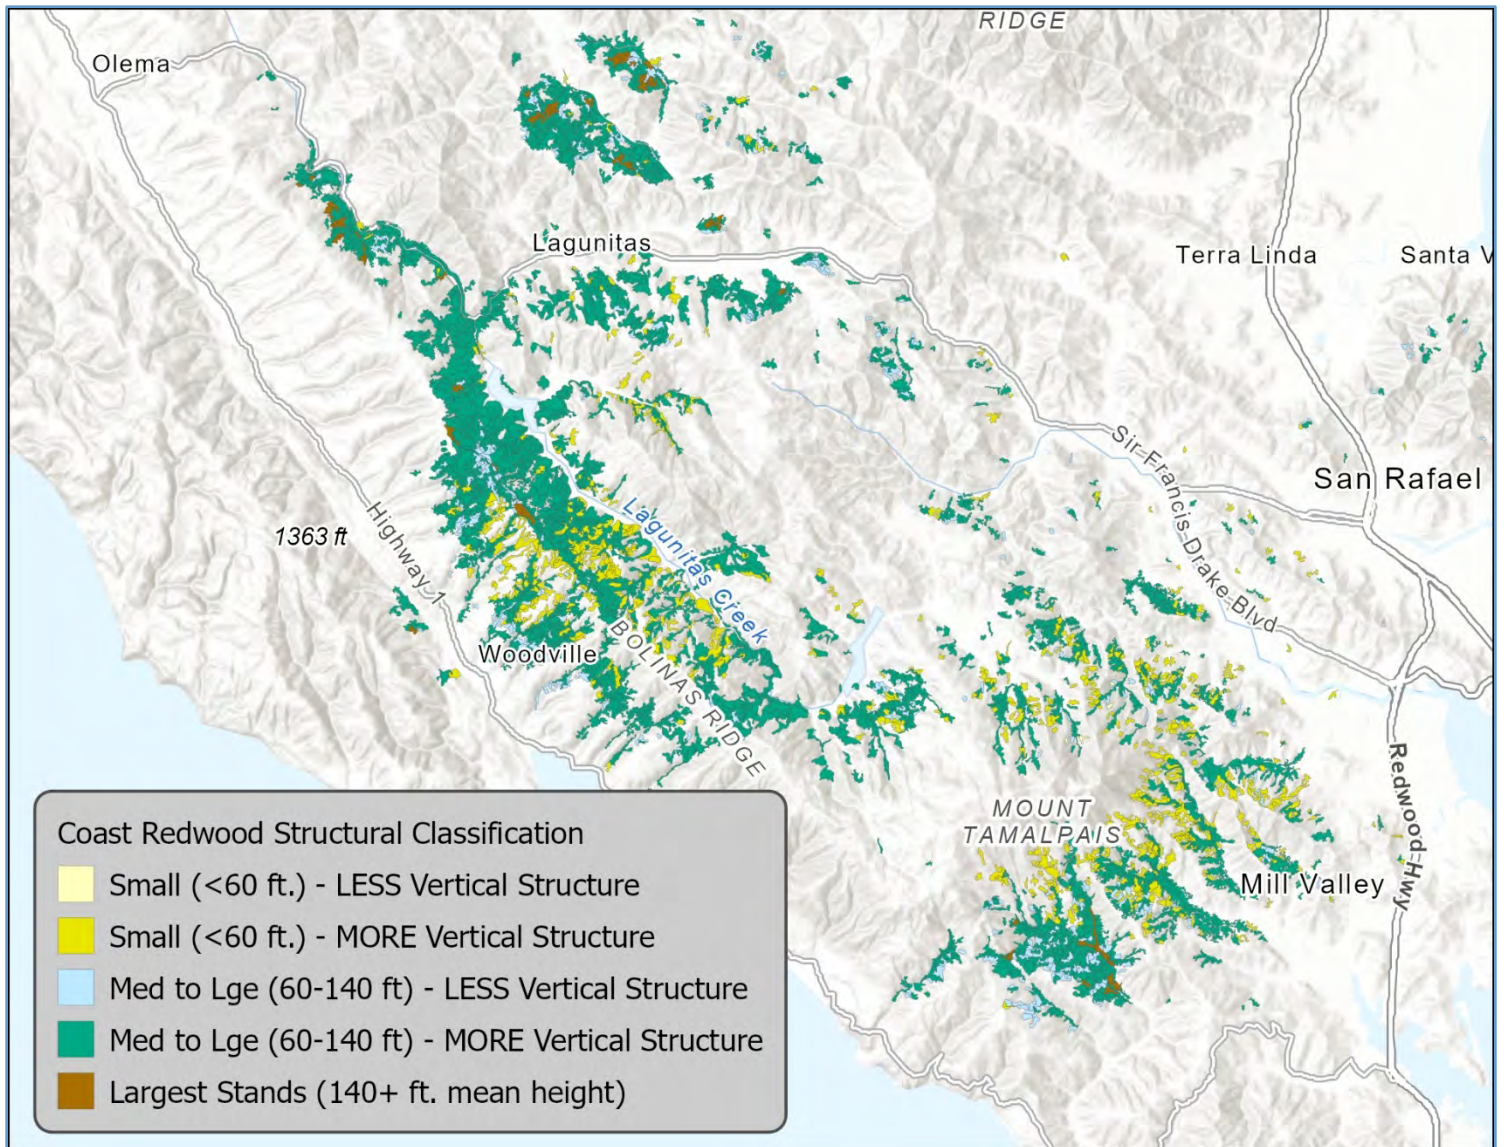 RIDGE
Olema
Lagunitas
Terra Linda
Santa V
Sir Francis Drake Blvd
San Rafael
1363 ft
Highway 1
Lagunitas Creek
Woodville
BOLINAS RIDGE
Redwood Hwy
MOUNT
TAMALPAIS
Mill Valley
Coast Redwood Structural Classification
Small (<60 ft.) - LESS Vertical Structure
Small (<60 ft.) - MORE Vertical Structure
Med to Lge (60-140 ft) - LESS Vertical Structure
Med to Lge (60-140 ft) - MORE Vertical Structure
Largest Stands (140+ ft. mean height)